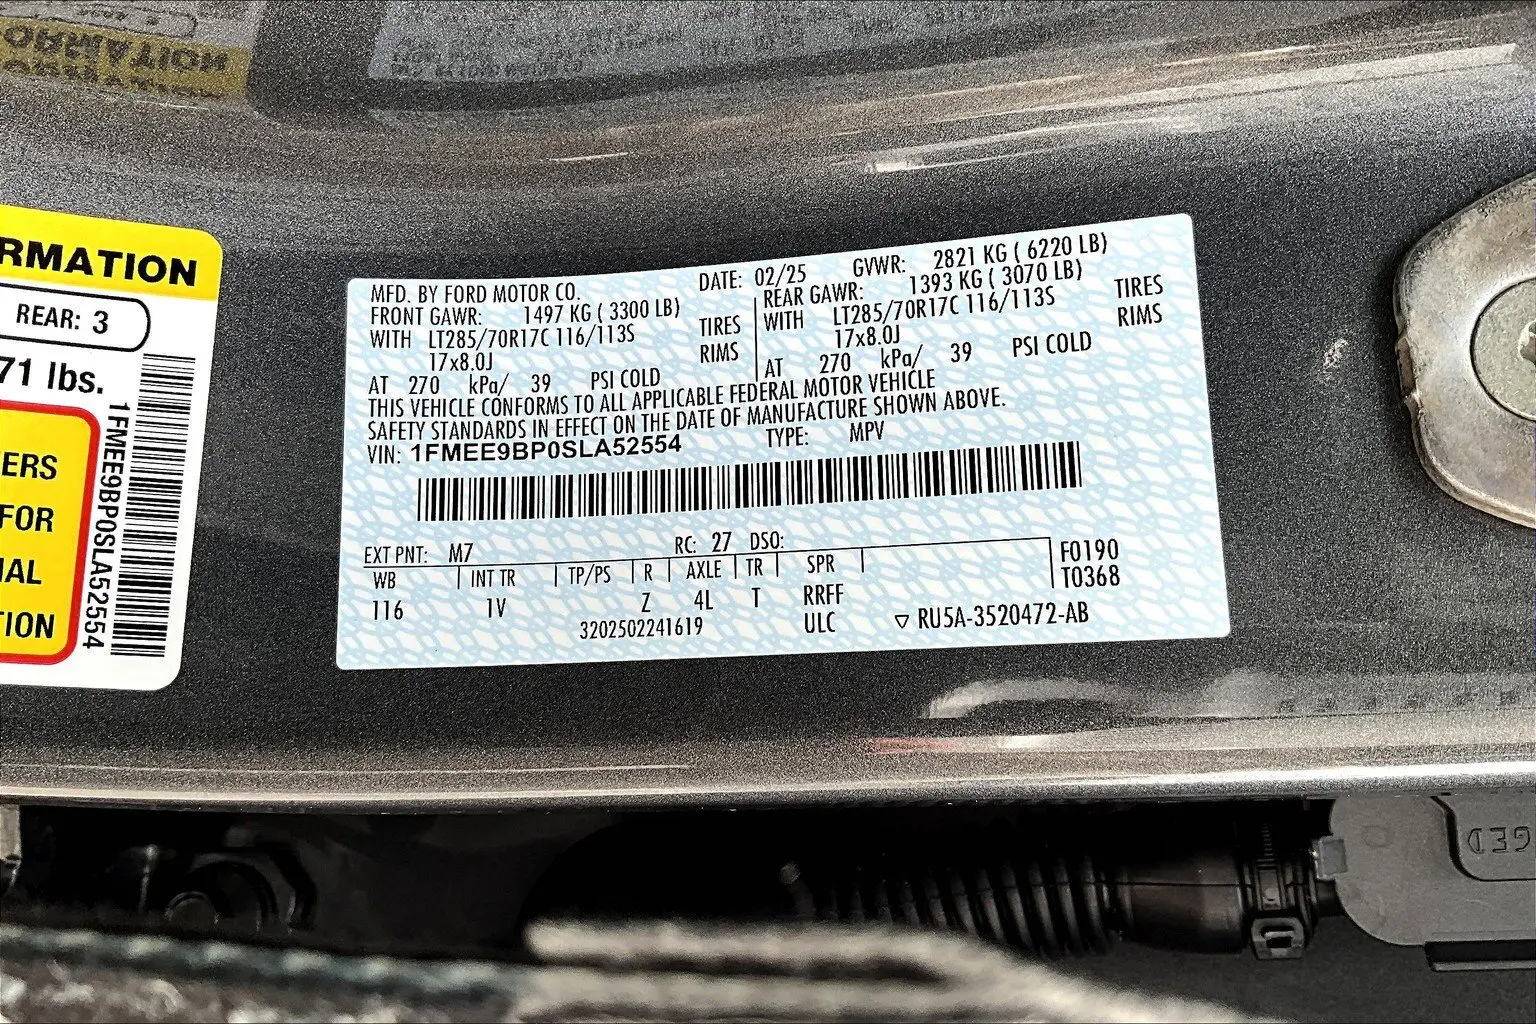 RMATION
REAR: 3
71 lbs.
ERS
FOR
IAL
ION
1FMEE9BP0SLA52554
MFD. BY FORD MOTOR CO.
DATE: 02/25
GVWR: 2821 KG ( 6220 LB)
FRONT GAWR: 1497 KG ( 3300 LB)
REAR GAWR: 1393 KG ( 3070 LB)
WITH LT285/70R17C 116/113S TIRES
WITH LT285/70R17C 116/113S TIRES
17x8.0J RIMS
17x8.0J RIMS
AT 270 kPa/ 39 PSI COLD
AT 270 kPa/ 39 PSI COLD
THIS VEHICLE CONFORMS TO ALL APPLICABLE FEDERAL MOTOR VEHICLE
SAFETY STANDARDS IN EFFECT ON THE DATE OF MANUFACTURE SHOWN ABOVE.
VIN: 1FMEE9BP0SLA52554
TYPE: MPV
EXT PNT: M7 RC: 27 DSO:
WB INT TR TP/PS R AXLE TR SPR
F0190
T0368
116 1V Z 4L T RRFF
3202502241619 ULC ▽ RU5A-3520472-AB
GED